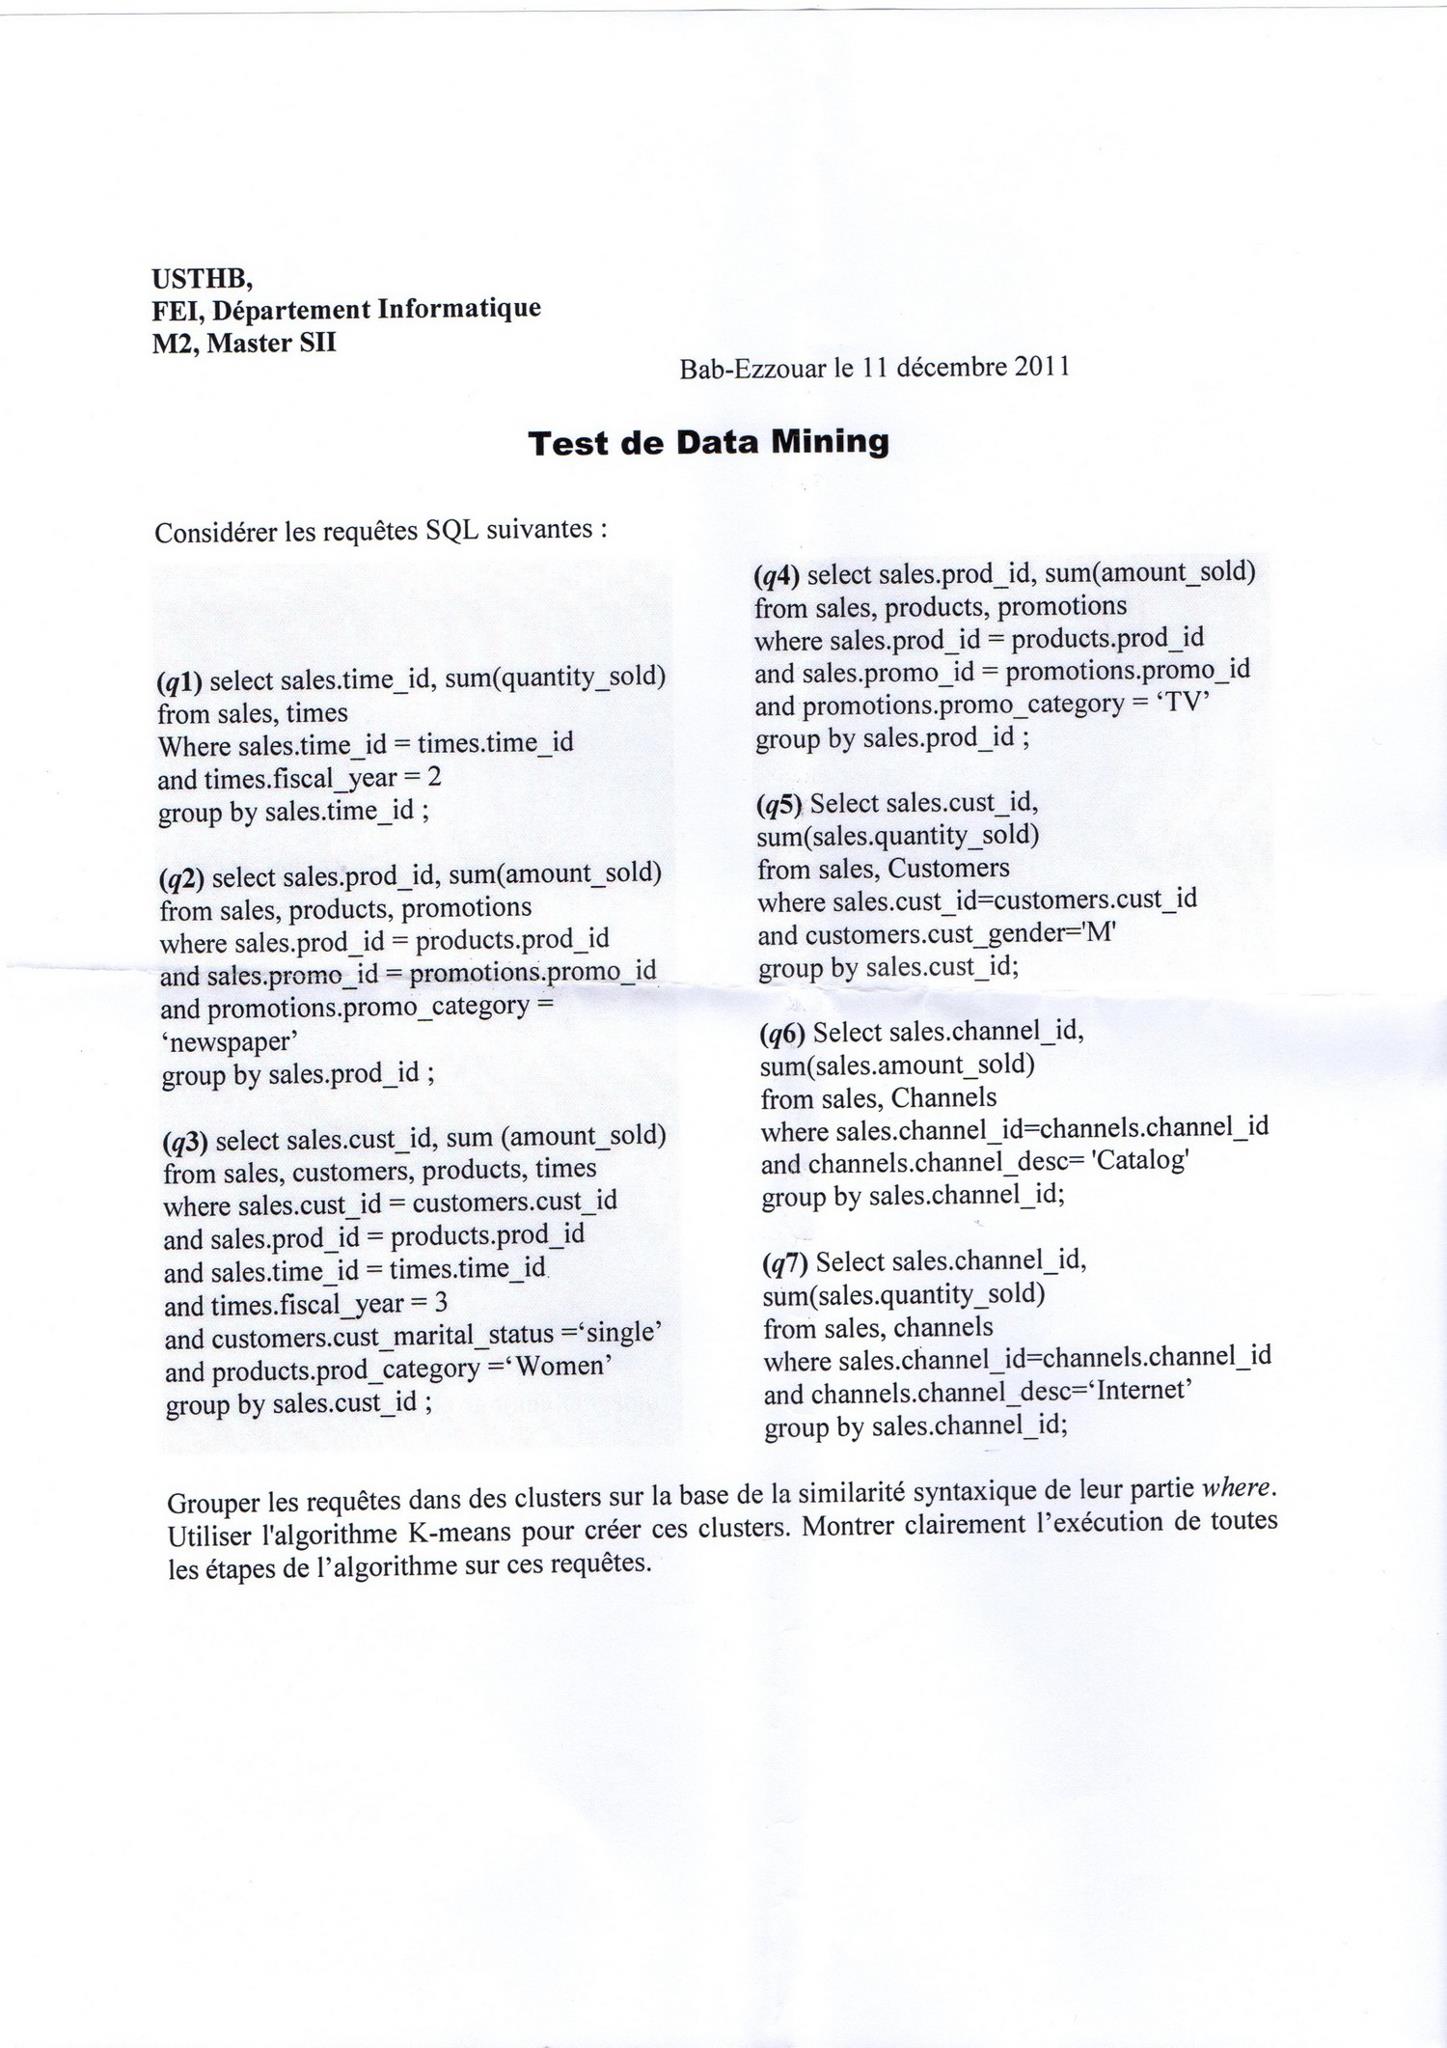 USTHB,
FEI, Département Informatique
M2, Master SII
Bab-Ezzouar le 11 décembre 2011
Test de Data Mining
Considérer les requêtes SQL suivantes :
(q1) select sales.time_id, sum(quantity_sold)
from sales, times
Where sales.time_id = times.time_id
and times.fiscal_year = 2
group by sales.time_id ;
(q2) select sales.prod_id, sum(amount_sold)
from sales, products, promotions
where sales.prod_id = products.prod_id
and sales.promo_id = promotions.promo_id
and promotions.promo_category =
‘newspaper’
group by sales.prod_id ;
(q3) select sales.cust_id, sum (amount_sold)
from sales, customers, products, times
where sales.cust_id = customers.cust_id
and sales.prod_id = products.prod_id
and sales.time_id = times.time_id
and times.fiscal_year = 3
and customers.cust_marital_status =‘single’
and products.prod_category =‘Women’
group by sales.cust_id ;
(q4) select sales.prod_id, sum(amount_sold)
from sales, products, promotions
where sales.prod_id = products.prod_id
and sales.promo_id = promotions.promo_id
and promotions.promo_category = ‘TV’
group by sales.prod_id ;
(q5) Select sales.cust_id,
sum(sales.quantity_sold)
from sales, Customers
where sales.cust_id=customers.cust_id
and customers.cust_gender='M'
group by sales.cust_id;
(q6) Select sales.channel_id,
sum(sales.amount_sold)
from sales, Channels
where sales.channel_id=channels.channel_id
and channels.channel_desc= 'Catalog'
group by sales.channel_id;
(q7) Select sales.channel_id,
sum(sales.quantity_sold)
from sales, channels
where sales.channel_id=channels.channel_id
and channels.channel_desc=‘Internet’
group by sales.channel_id;
Grouper les requêtes dans des clusters sur la base de la similarité syntaxique de leur partie where.
Utiliser l'algorithme K-means pour créer ces clusters. Montrer clairement l’exécution de toutes
les étapes de l’algorithme sur ces requêtes.